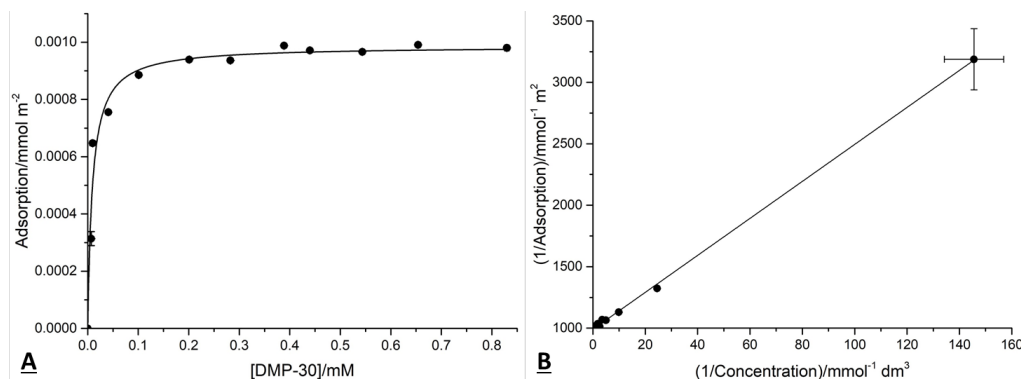 0.0010
0.0008
0.0006
0.0004
0.0002
0.0000
Adsorption/mmol m⁻²
0.0 0.1 0.2 0.3 0.4 0.5 0.6 0.7 0.8
[DMP-30]/mM
A
3500
3000
2500
2000
1500
1000
(1/Adsorption)/mmol⁻¹ m²
0 20 40 60 80 100 120 140 160
(1/Concentration)/mmol⁻¹ dm³
B